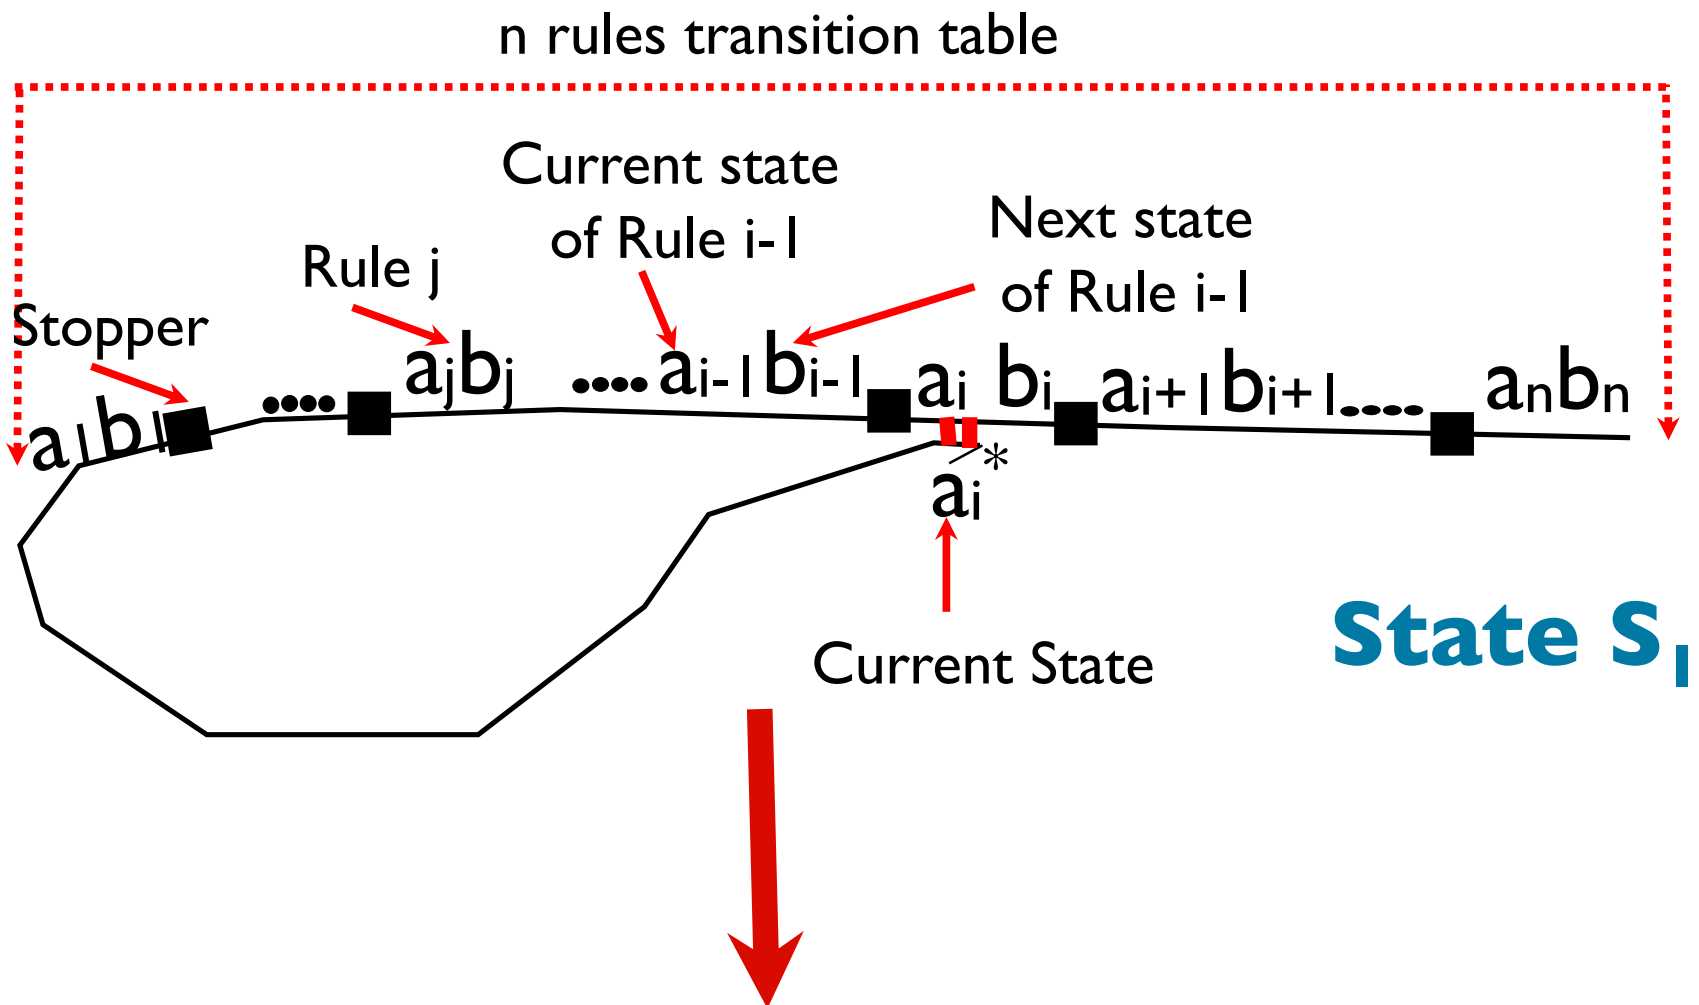 n rules transition table
Current state
of Rule i-1
Next state
of Rule i-1
Rule j
Stopper
a1b1 .... ajbj .... ai-1bi-1 ai bi ai+1bi+1..... anbn
ai*
Current State
State S